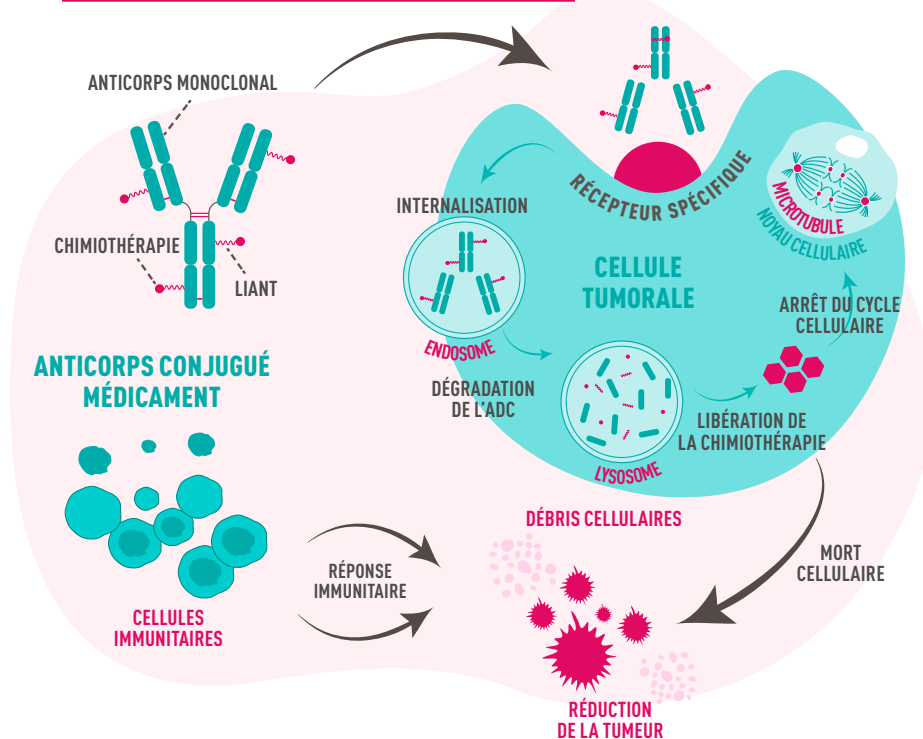 ANTICORPS MONOCLONAL
CHIMIOTHÉRAPIE
LIANT
ANTICORPS CONJUGUÉ
MÉDICAMENT
RÉCEPTEUR SPÉCIFIQUE
INTERNALISATION
ENDOSOME
CELLULE
TUMORALE
MICROTUBULE
NOYAU CELLULAIRE
ARRÊT DU CYCLE
CELLULAIRE
DÉGRADATION
DE L'ADC
LYSOSOME
LIBÉRATION DE
LA CHIMIOTHÉRAPIE
CELLULES
IMMUNITAIRES
RÉPONSE
IMMUNITAIRE
DÉBRIS CELLULAIRES
MORT
CELLULAIRE
RÉDUCTION
DE LA TUMEUR